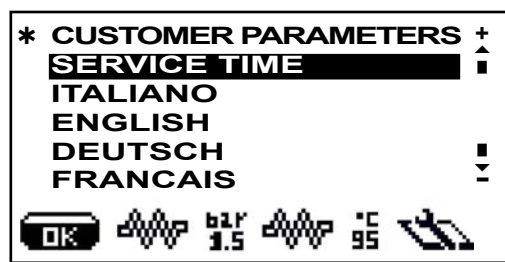 * CUSTOMER PARAMETERS +
SERVICE TIME
ITALIANO
ENGLISH
DEUTSCH
FRANCAIS -
OK bar 1.5 °C 95